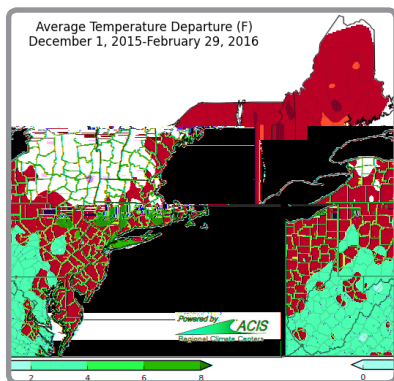 Average Temperature Departure (F)
December 1, 2015-February 29, 2016
Powered by
ACIS
Regional Climate Centers
2 4 6 8 0